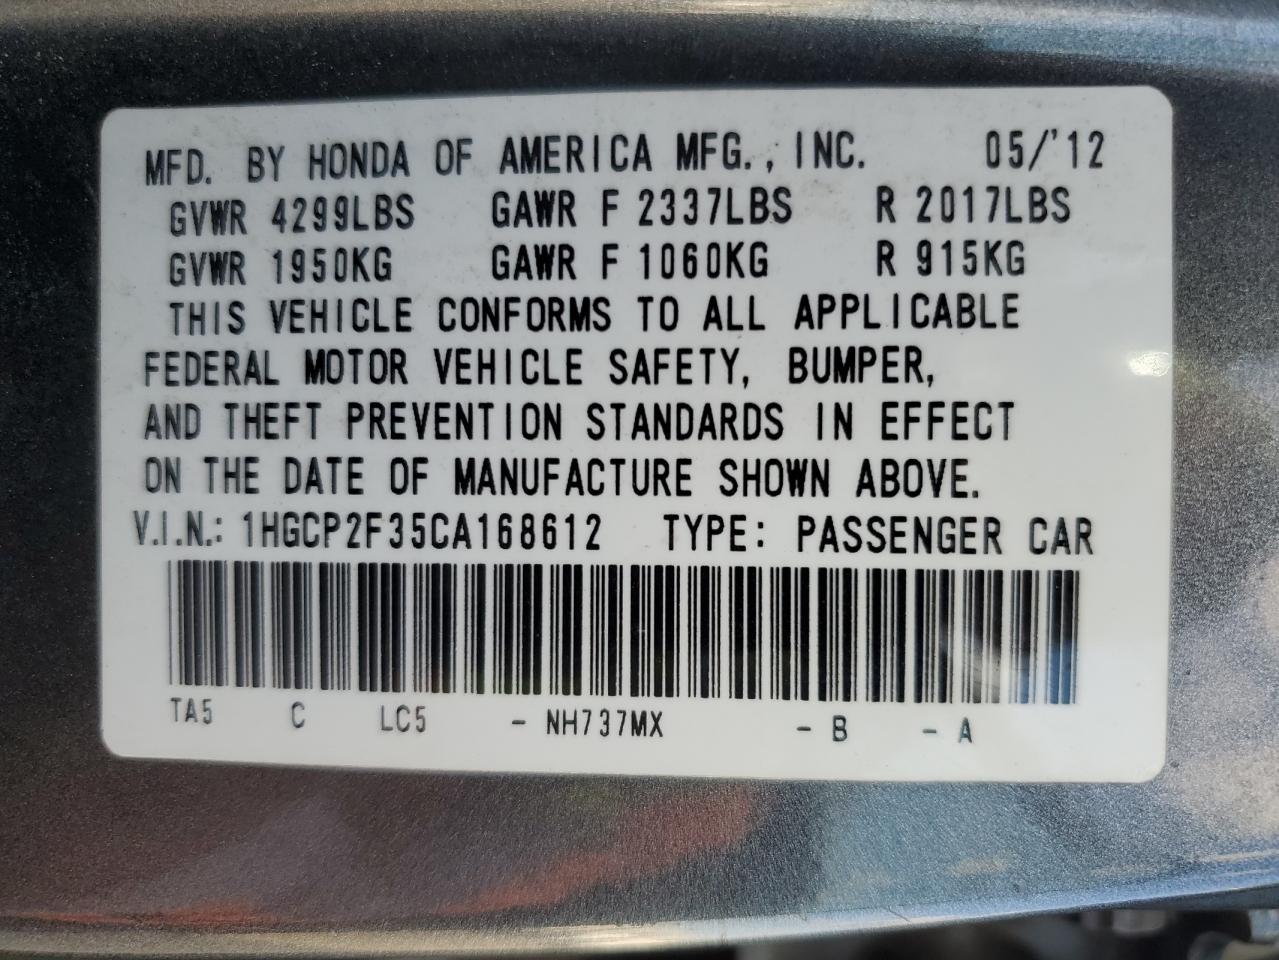 MFD. BY HONDA OF AMERICA MFG., INC. 05/'12
GVWR 4299LBS GAWR F 2337LBS R 2017LBS
GVWR 1950KG GAWR F 1060KG R 915KG
THIS VEHICLE CONFORMS TO ALL APPLICABLE
FEDERAL MOTOR VEHICLE SAFETY, BUMPER,
AND THEFT PREVENTION STANDARDS IN EFFECT
ON THE DATE OF MANUFACTURE SHOWN ABOVE.
V.I.N.: 1HGCP2F35CA168612 TYPE: PASSENGER CAR
TA5 C LC5 - NH737MX - B - A